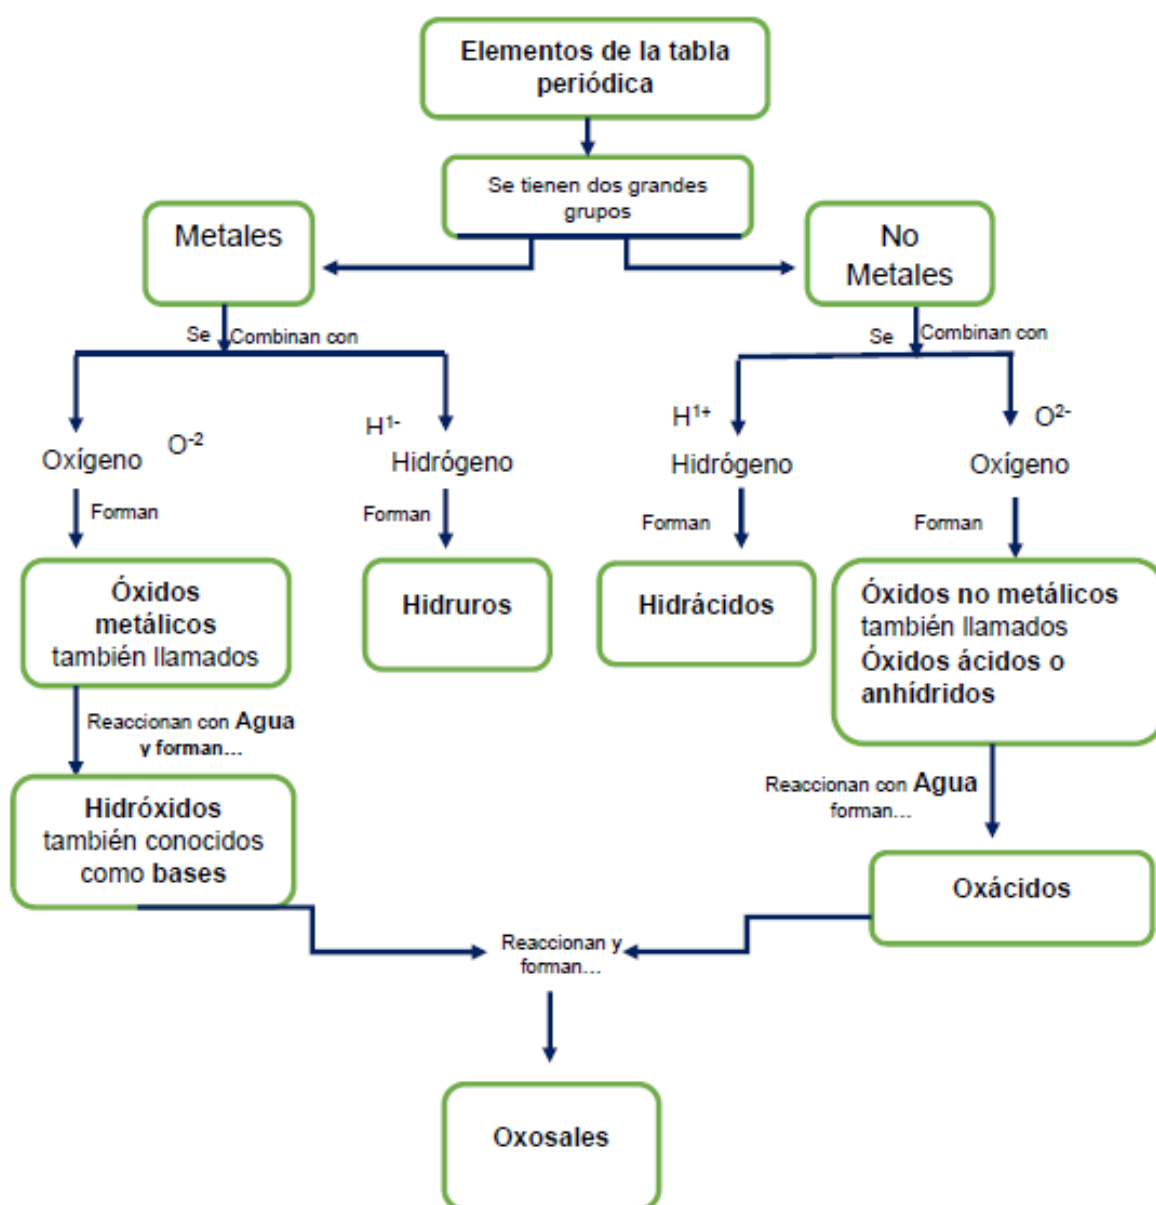 Elementos de la tabla
periódica
Se tienen dos grandes
grupos
Metales
No
Metales
Se Combinan con
Se Combinan con
Oxígeno O⁻²
H¹⁻
Hidrógeno
H¹⁺
Hidrógeno
O²⁻
Oxígeno
Forman
Forman
Forman
Forman
Óxidos
metálicos
también llamados
Hidruros
Hidrácidos
Óxidos no metálicos
también llamados
Óxidos ácidos o
anhídridos
Reaccionan con Agua
y forman...
Reaccionan con Agua
forman...
Hidróxidos
también conocidos
como bases
Oxácidos
Reaccionan y
forman...
Oxosales